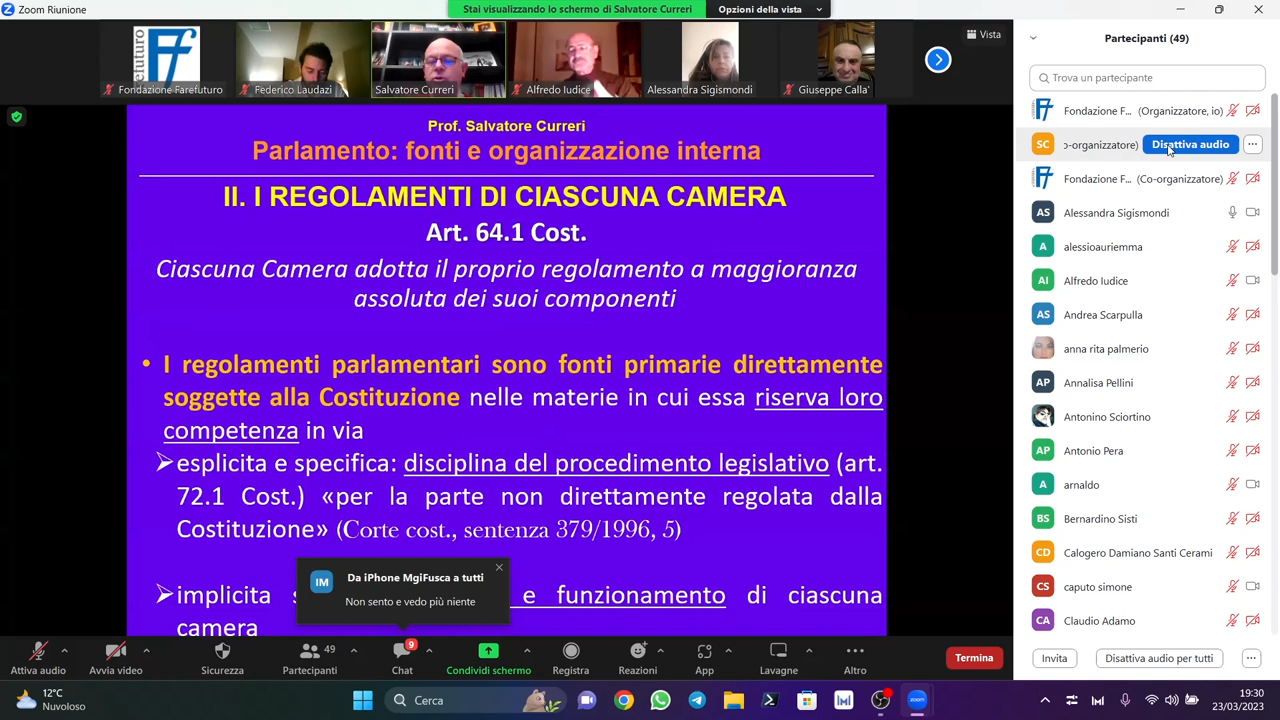 Zoom Riunione
Stai visualizzando lo schermo di Salvatore Curreri
Opzioni della vista
Vista
Fondazione Farefuturo
Federico Laudazi
Salvatore Curreri
Alfredo Iudice
Alessandra Sigismondi
Giuseppe Calla'
Prof. Salvatore Curreri
Parlamento: fonti e organizzazione interna
II. I REGOLAMENTI DI CIASCUNA CAMERA
Art. 64.1 Cost.
Ciascuna Camera adotta il proprio regolamento a maggioranza
assoluta dei suoi componenti
• I regolamenti parlamentari sono fonti primarie direttamente
soggette alla Costituzione nelle materie in cui essa riserva loro
competenza in via
➢esplicita e specifica: disciplina del procedimento legislativo (art.
72.1 Cost.) «per la parte non direttamente regolata dalla
Costituzione» (Corte cost., sentenza 379/1996, 5)
➢implicita e funzionamento di ciascuna
camera
IM
Da iPhone MgiFusca a tutti
Non sento e vedo più niente
Partecipanti (49)
Trova un partecipante
Fondazione F... (Organizzatore, io)
SC o-organizzatore) Disattiva audio
Fondazione F... (Co-organizzatore)
AS Alessandra Sigismondi
A alessioauriemma
AI Alfredo Iudice
AS Andrea Scarpulla
anna rita palmerio
AP Annalisa Pellini
Antonino Sciortino
AP Antonio Pera
A arnaldo
BS Bernardino Sisti
CD Calogero Damiano Santi Cerami
CS caputo simone
CA Claudio Adamo
Invita
Disattiva audio per tutti
Attiva audio
Avvia video
Sicurezza
49
Partecipanti
9
Chat
Condividi schermo
Registra
Reazioni
App
Lavagne
Altro
Termina
12°C
Nuvoloso
Cerca
zoom
19:30
23/03/2023